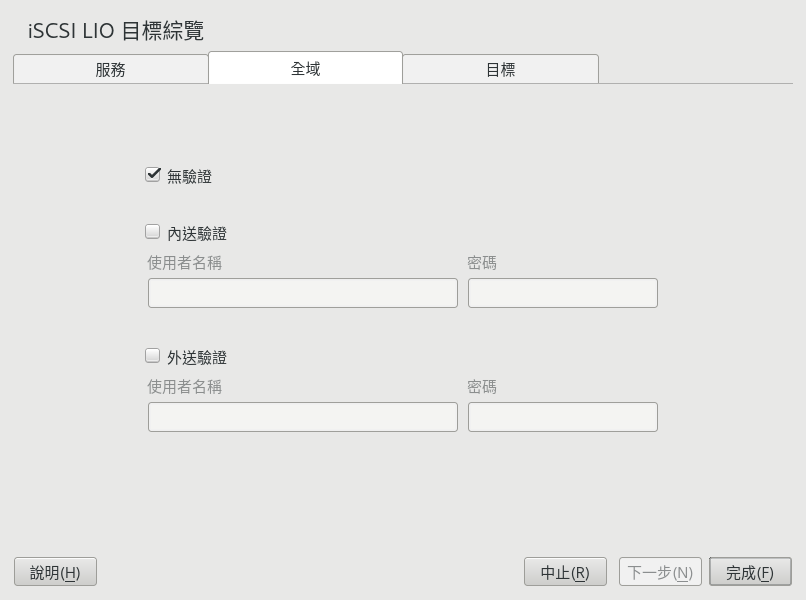 iSCSI LIO 目標綜覽
服務 全域 目標
無驗證
內送驗證
使用者名稱 密碼
外送驗證
使用者名稱 密碼
說明(H) 中止(R) 下一步(N) 完成(F)